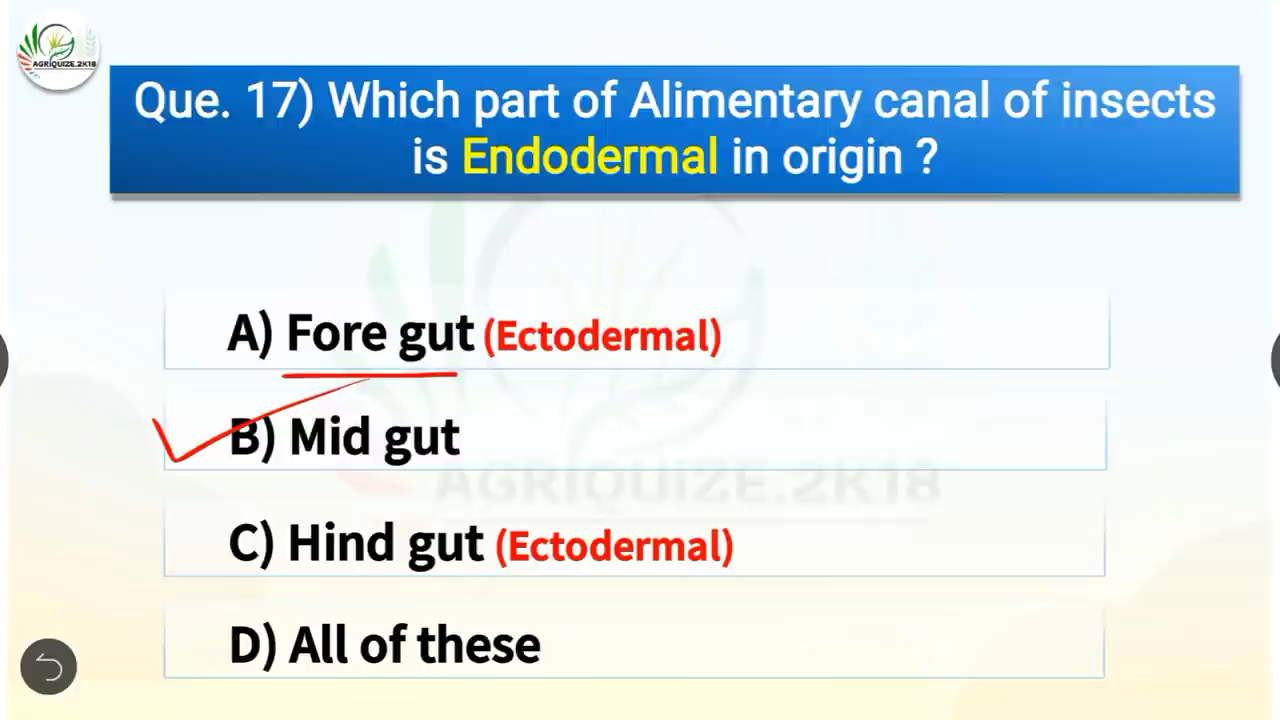 AGRIQUIZE.2K18
Que. 17) Which part of Alimentary canal of insects
is Endodermal in origin ?
A) Fore gut (Ectodermal)
B) Mid gut
AGRIQUIZE.2K18
C) Hind gut (Ectodermal)
D) All of these